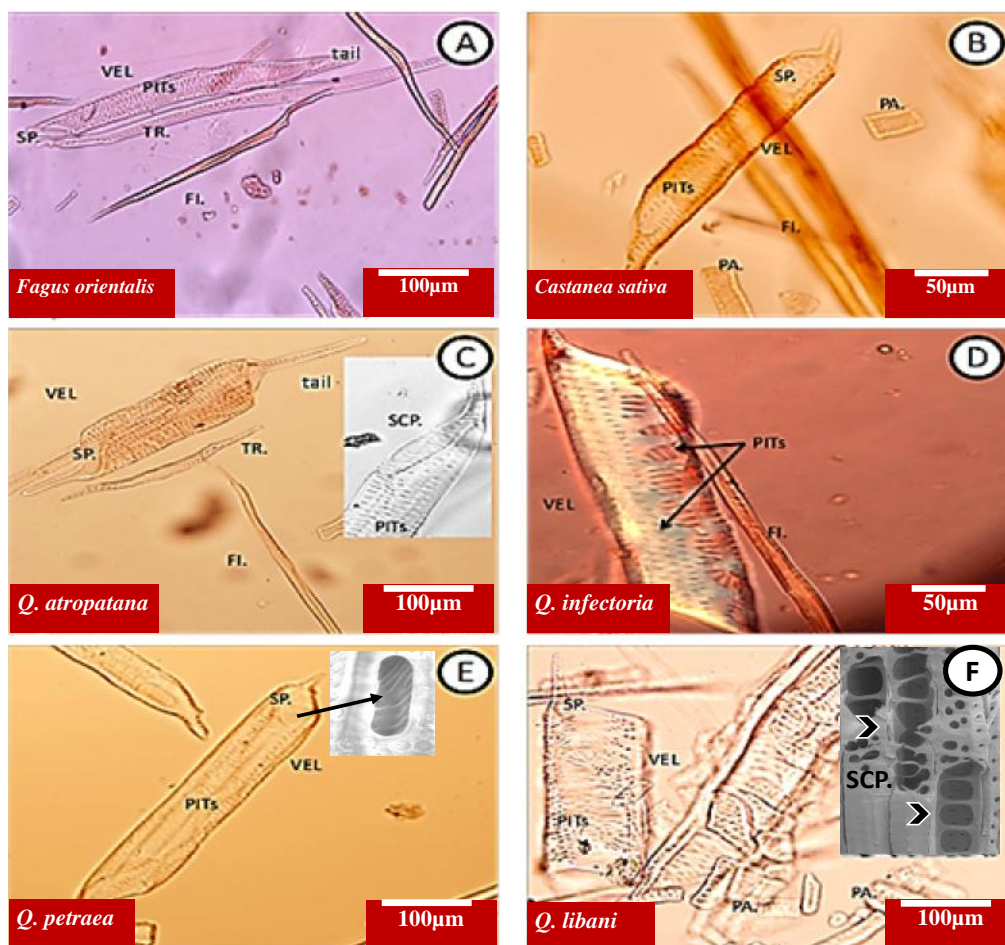 A
VEL
tail
PITs
SP.
TR.
FI.
Fagus orientalis
100µm
B
SP.
PA.
VEL
PITs
FI.
PA.
Castanea sativa
50µm
C
VEL
tail
SCP.
SP.
TR.
PITs
FI.
Q. atropatana
100µm
D
PITs
VEL
FI.
Q. infectoria
50µm
E
SP.
VEL
PITs
Q. petraea
100µm
F
SP.
VEL
SCP.
PITs
PA.
PA.
Q. libani
100µm